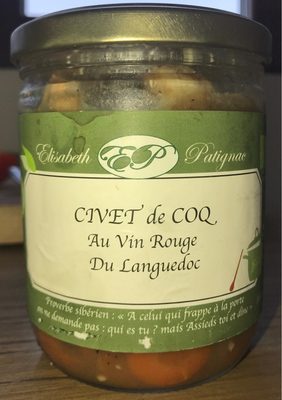 Elisabeth EP Patignac
CIVET de COQ
Au Vin Rouge
Du Languedoc
Proverbe sibérien : « A celui qui frappe à la porte
on ne demande pas : qui es tu ? mais Assieds toi et dîne »